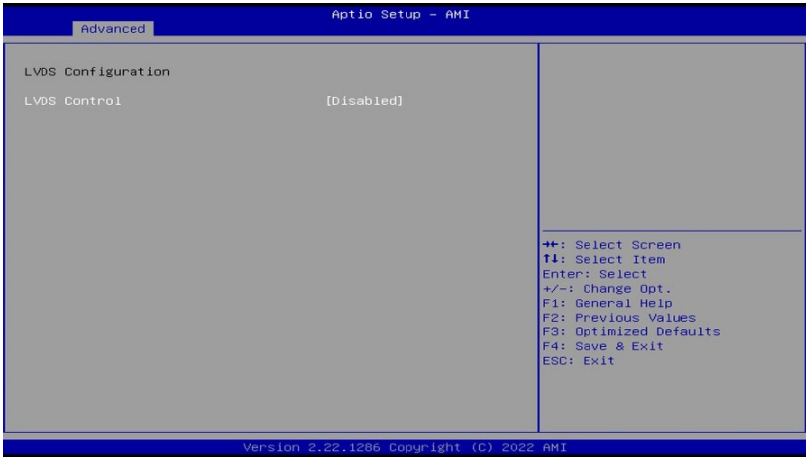 Aptio Setup - AMI
Advanced
LVDS Configuration
LVDS Control [Disabled]
→←: Select Screen
↑↓: Select Item
Enter: Select
+/-: Change Opt.
F1: General Help
F2: Previous Values
F3: Optimized Defaults
F4: Save & Exit
ESC: Exit
Version 2.22.1286 Copyright (C) 2022 AMI